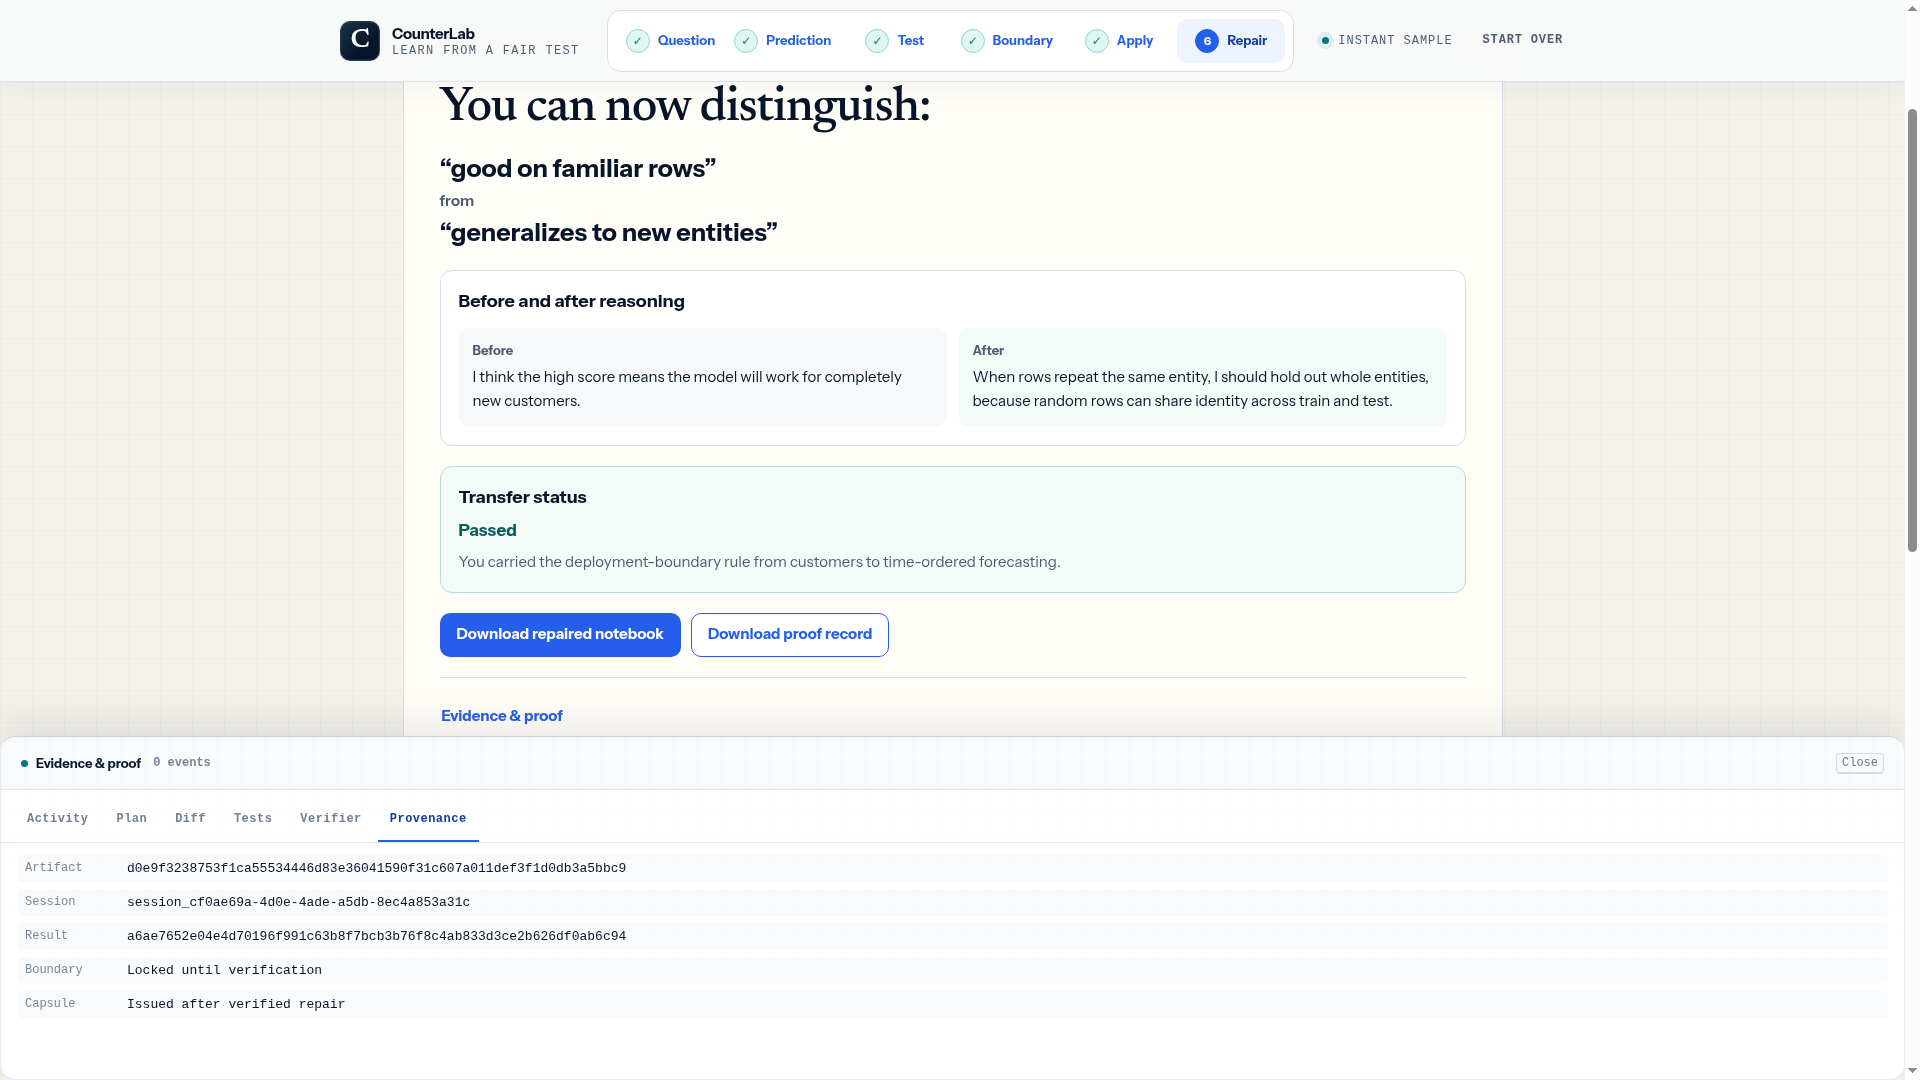 C
CounterLab
LEARN FROM A FAIR TEST
✓ Question
✓ Prediction
✓ Test
✓ Boundary
✓ Apply
6 Repair
INSTANT SAMPLE
START OVER
You can now distinguish:
“good on familiar rows”
from
“generalizes to new entities”
Before and after reasoning
Before
I think the high score means the model will work for completely
new customers.
After
When rows repeat the same entity, I should hold out whole entities,
because random rows can share identity across train and test.
Transfer status
Passed
You carried the deployment-boundary rule from customers to time-ordered forecasting.
Download repaired notebook
Download proof record
Evidence & proof
Evidence & proof 0 events
Close
Activity Plan Diff Tests Verifier Provenance
Artifact d0e9f3238753f1ca55534446d83e36041590f31c607a011def3f1d0db3a5bbc9
Session session_cf0ae69a-4d0e-4ade-a5db-8ec4a853a31c
Result a6ae7652e04e4d70196f991c63b8f7bcb3b76f8c4ab833d3ce2b626df0ab6c94
Boundary Locked until verification
Capsule Issued after verified repair